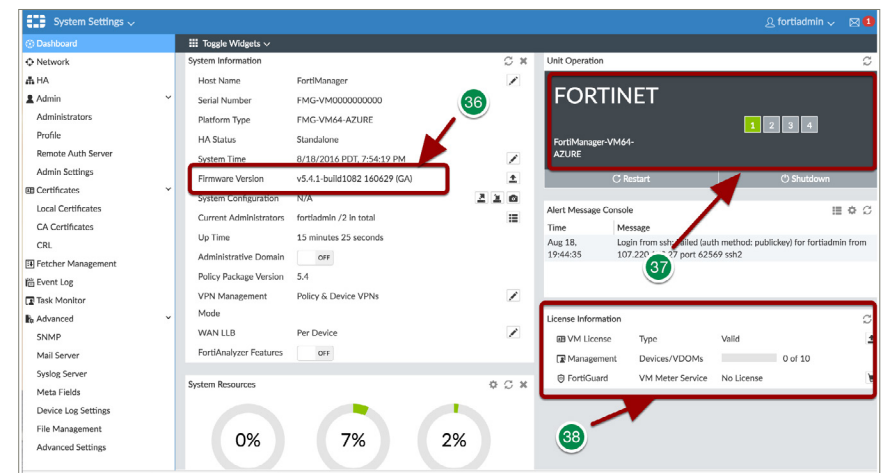 System Settings
fortiadmin
1
Dashboard
Network
HA
Admin
Administrators
Profile
Remote Auth Server
Admin Settings
Certificates
Local Certificates
CA Certificates
CRL
Fetcher Management
Event Log
Task Monitor
Advanced
SNMP
Mail Server
Syslog Server
Meta Fields
Device Log Settings
File Management
Advanced Settings
Toggle Widgets
System Information
Host Name FortiManager
Serial Number FMG-VM0000000000
Platform Type FMG-VM64-AZURE
HA Status Standalone
System Time 8/18/2016 PDT, 7:54:19 PM
Firmware Version v5.4.1-build1082 160629 (GA)
System Configuration N/A
Current Administrators fortiadmin /2 in total
Up Time 15 minutes 25 seconds
Administrative Domain OFF
Policy Package Version 5.4
VPN Management Policy & Device VPNs
Mode
WAN LLB Per Device
FortiAnalyzer Features OFF
36
System Resources
0% 7% 2%
Unit Operation
FORTINET
1 2 3 4
FortiManager-VM64-
AZURE
Restart Shutdown
Alert Message Console
Time Message
Aug 18, Login from ssh: failed (auth method: publickey) for fortiadmin from
19:44:35 107.220 27 port 62569 ssh2
37
License Information
VM License Type Valid
Management Devices/VDOMs 0 of 10
FortiGuard VM Meter Service No License
38